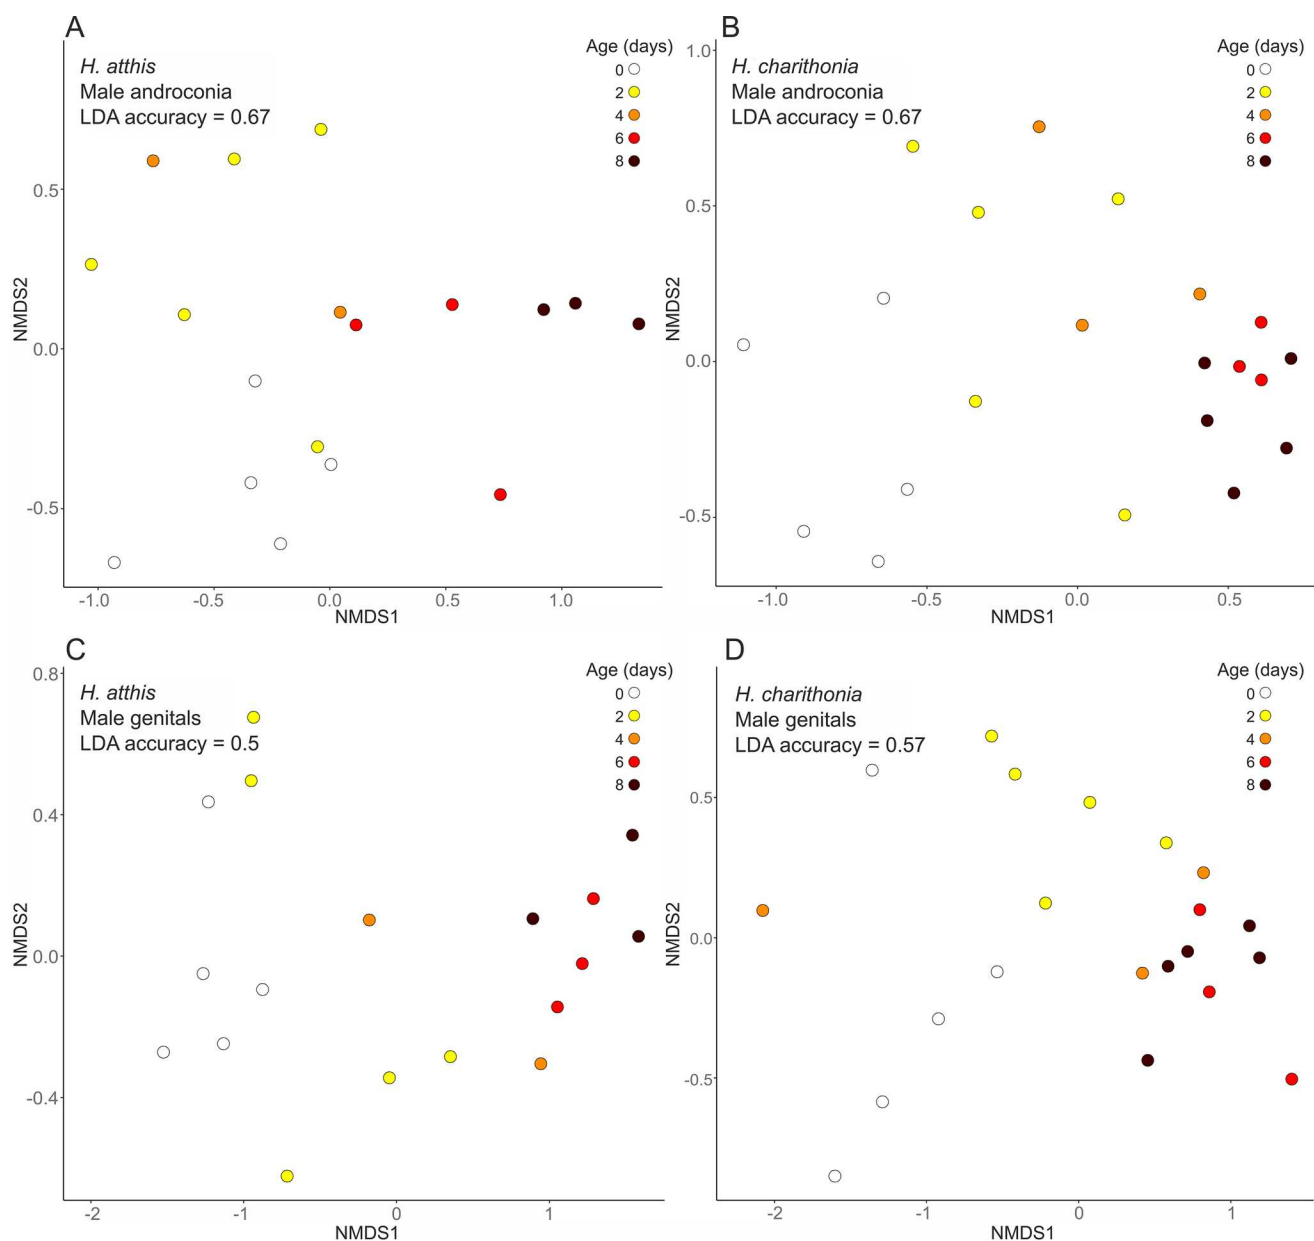 A
H. atthis
Male androconia
LDA accuracy = 0.67
Age (days)
0
2
4
6
8
0.5
0.0
-0.5
NMDS2
-1.0 -0.5 0.0 0.5 1.0
NMDS1
B
H. charithonia
Male androconia
LDA accuracy = 0.67
Age (days)
0
2
4
6
8
1.0
0.5
0.0
-0.5
NMDS2
-1.0 -0.5 0.0 0.5
NMDS1
C
H. atthis
Male genitals
LDA accuracy = 0.5
Age (days)
0
2
4
6
8
0.8
0.4
0.0
-0.4
NMDS2
-2 -1 0 1
NMDS1
D
H. charithonia
Male genitals
LDA accuracy = 0.57
Age (days)
0
2
4
6
8
0.5
0.0
-0.5
NMDS2
-2 -1 0 1
NMDS1